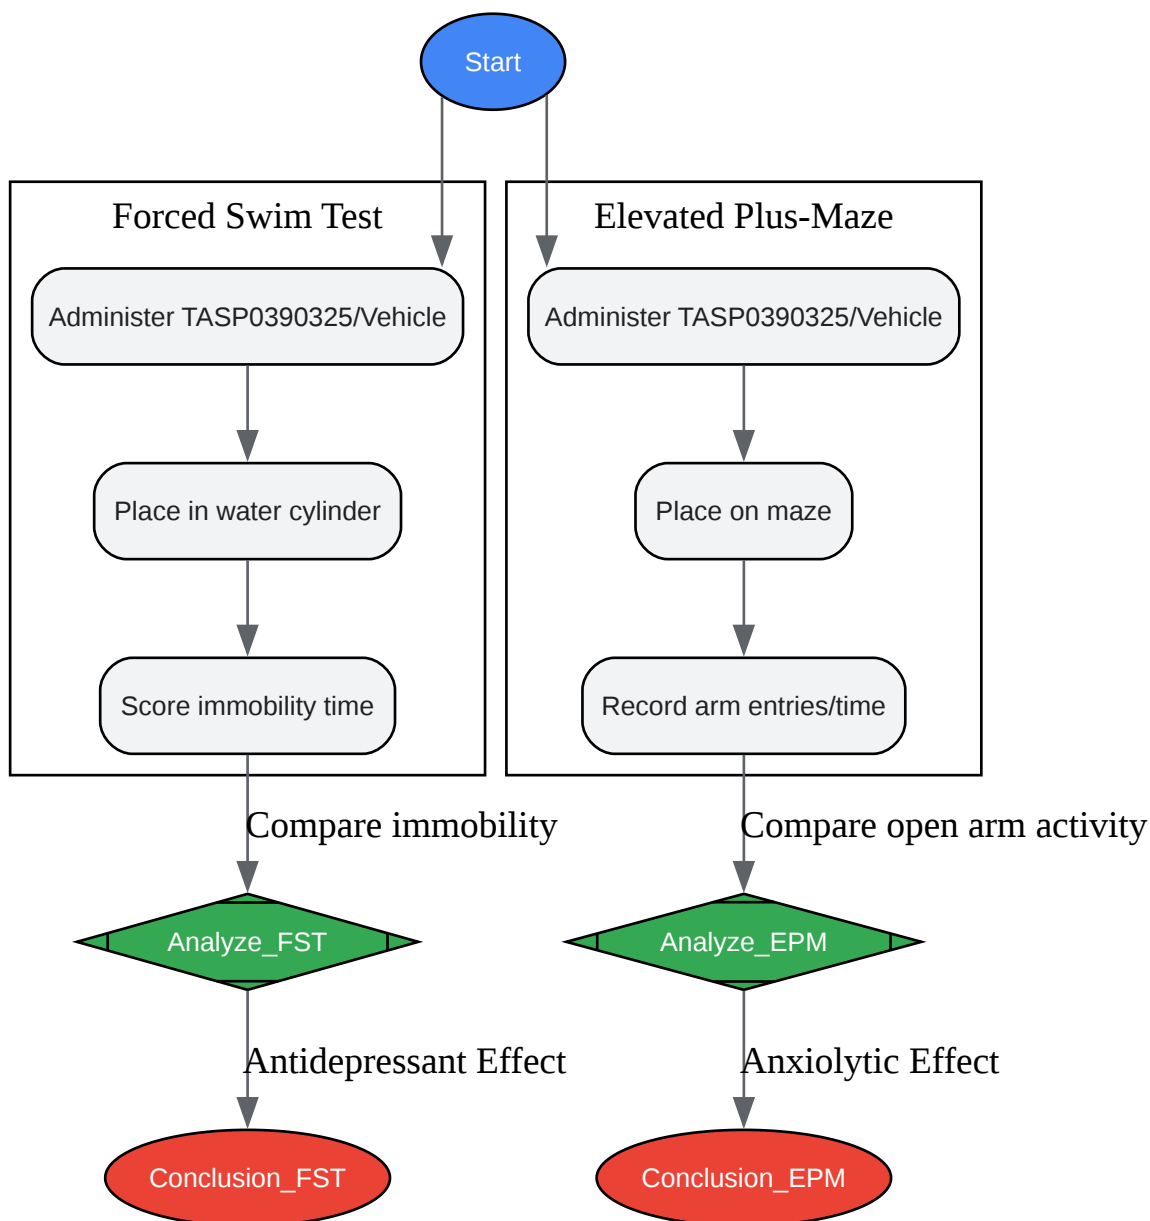 Start
Forced Swim Test
Administer TASP0390325/Vehicle
Place in water cylinder
Score immobility time
Compare immobility
Analyze_FST
Antidepressant Effect
Conclusion_FST
Elevated Plus-Maze
Administer TASP0390325/Vehicle
Place on maze
Record arm entries/time
Compare open arm activity
Analyze_EPM
Anxiolytic Effect
Conclusion_EPM